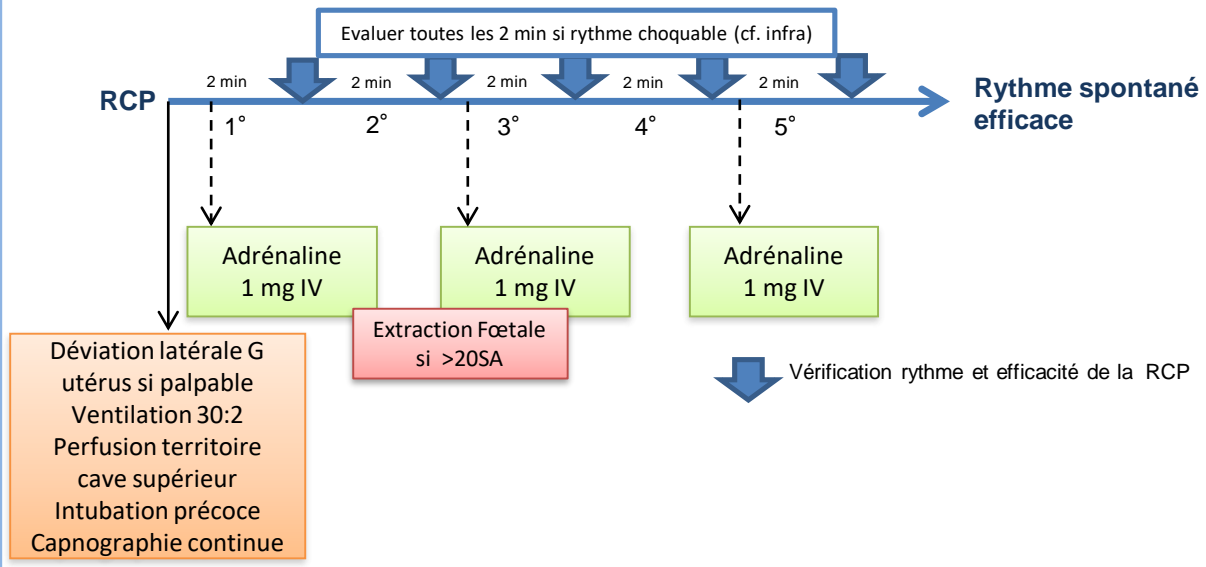 Evaluer toutes les 2 min si rythme choquable (cf. infra)
2 min
2 min
2 min
2 min
2 min
RCP
Rythme spontané
efficace
1°
2°
3°
4°
5°
Adrénaline
1 mg IV
Adrénaline
1 mg IV
Adrénaline
1 mg IV
Extraction Fœtale
si >20SA
Déviation latérale G
utérus si palpable
Ventilation 30:2
Perfusion territoire
cave supérieur
Intubation précoce
Capnographie continue
Vérification rythme et efficacité de la RCP